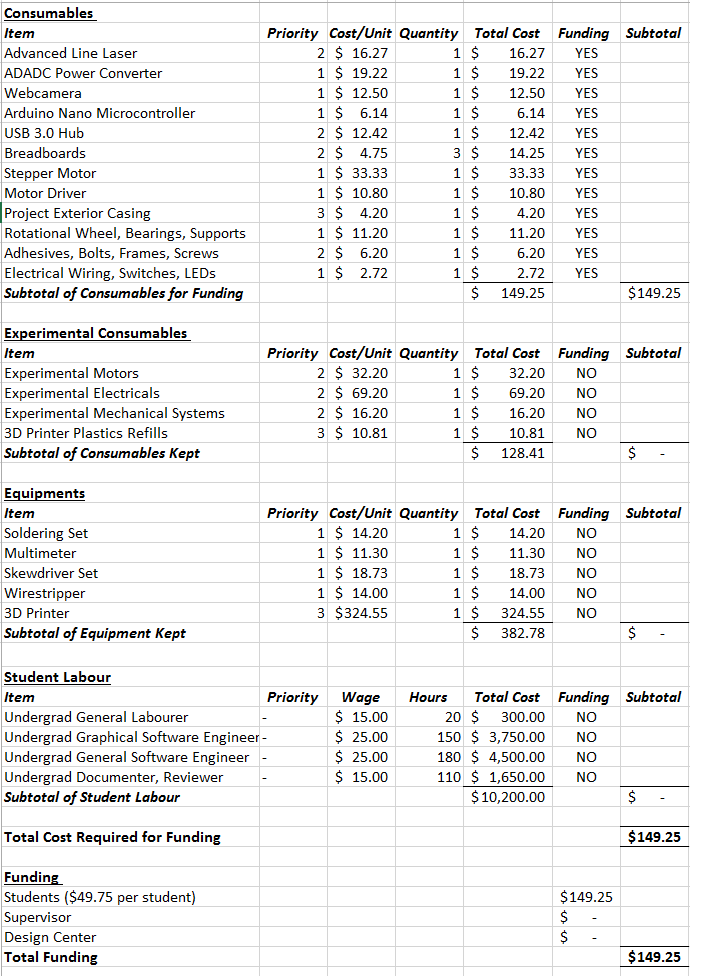 Consumables
Item Priority Cost/Unit Quantity Total Cost Funding Subtotal
Advanced Line Laser 2 $ 16.27 1 $ 16.27 YES
ADADC Power Converter 1 $ 19.22 1 $ 19.22 YES
Webcamera 1 $ 12.50 1 $ 12.50 YES
Arduino Nano Microcontroller 1 $ 6.14 1 $ 6.14 YES
USB 3.0 Hub 2 $ 12.42 1 $ 12.42 YES
Breadboards 2 $ 4.75 3 $ 14.25 YES
Stepper Motor 1 $ 33.33 1 $ 33.33 YES
Motor Driver 1 $ 10.80 1 $ 10.80 YES
Project Exterior Casing 3 $ 4.20 1 $ 4.20 YES
Rotational Wheel, Bearings, Supports 1 $ 11.20 1 $ 11.20 YES
Adhesives, Bolts, Frames, Screws 2 $ 6.20 1 $ 6.20 YES
Electrical Wiring, Switches, LEDs 1 $ 2.72 1 $ 2.72 YES
Subtotal of Consumables for Funding $ 149.25 $149.25
Experimental Consumables
Item Priority Cost/Unit Quantity Total Cost Funding Subtotal
Experimental Motors 2 $ 32.20 1 $ 32.20 NO
Experimental Electricals 2 $ 69.20 1 $ 69.20 NO
Experimental Mechanical Systems 2 $ 16.20 1 $ 16.20 NO
3D Printer Plastics Refills 3 $ 10.81 1 $ 10.81 NO
Subtotal of Consumables Kept $ 128.41 $ -
Equipments
Item Priority Cost/Unit Quantity Total Cost Funding Subtotal
Soldering Set 1 $ 14.20 1 $ 14.20 NO
Multimeter 1 $ 11.30 1 $ 11.30 NO
Skewdriver Set 1 $ 18.73 1 $ 18.73 NO
Wirestripper 1 $ 14.00 1 $ 14.00 NO
3D Printer 3 $324.55 1 $ 324.55 NO
Subtotal of Equipment Kept $ 382.78 $ -
Student Labour
Item Priority Wage Hours Total Cost Funding Subtotal
Undergrad General Labourer - $ 15.00 20 $ 300.00 NO
Undergrad Graphical Software Engineer - $ 25.00 150 $ 3,750.00 NO
Undergrad General Software Engineer - $ 25.00 180 $ 4,500.00 NO
Undergrad Documenter, Reviewer - $ 15.00 110 $ 1,650.00 NO
Subtotal of Student Labour $10,200.00 $ -
Total Cost Required for Funding $149.25
Funding
Students ($49.75 per student) $149.25
Supervisor $ -
Design Center $ -
Total Funding $149.25